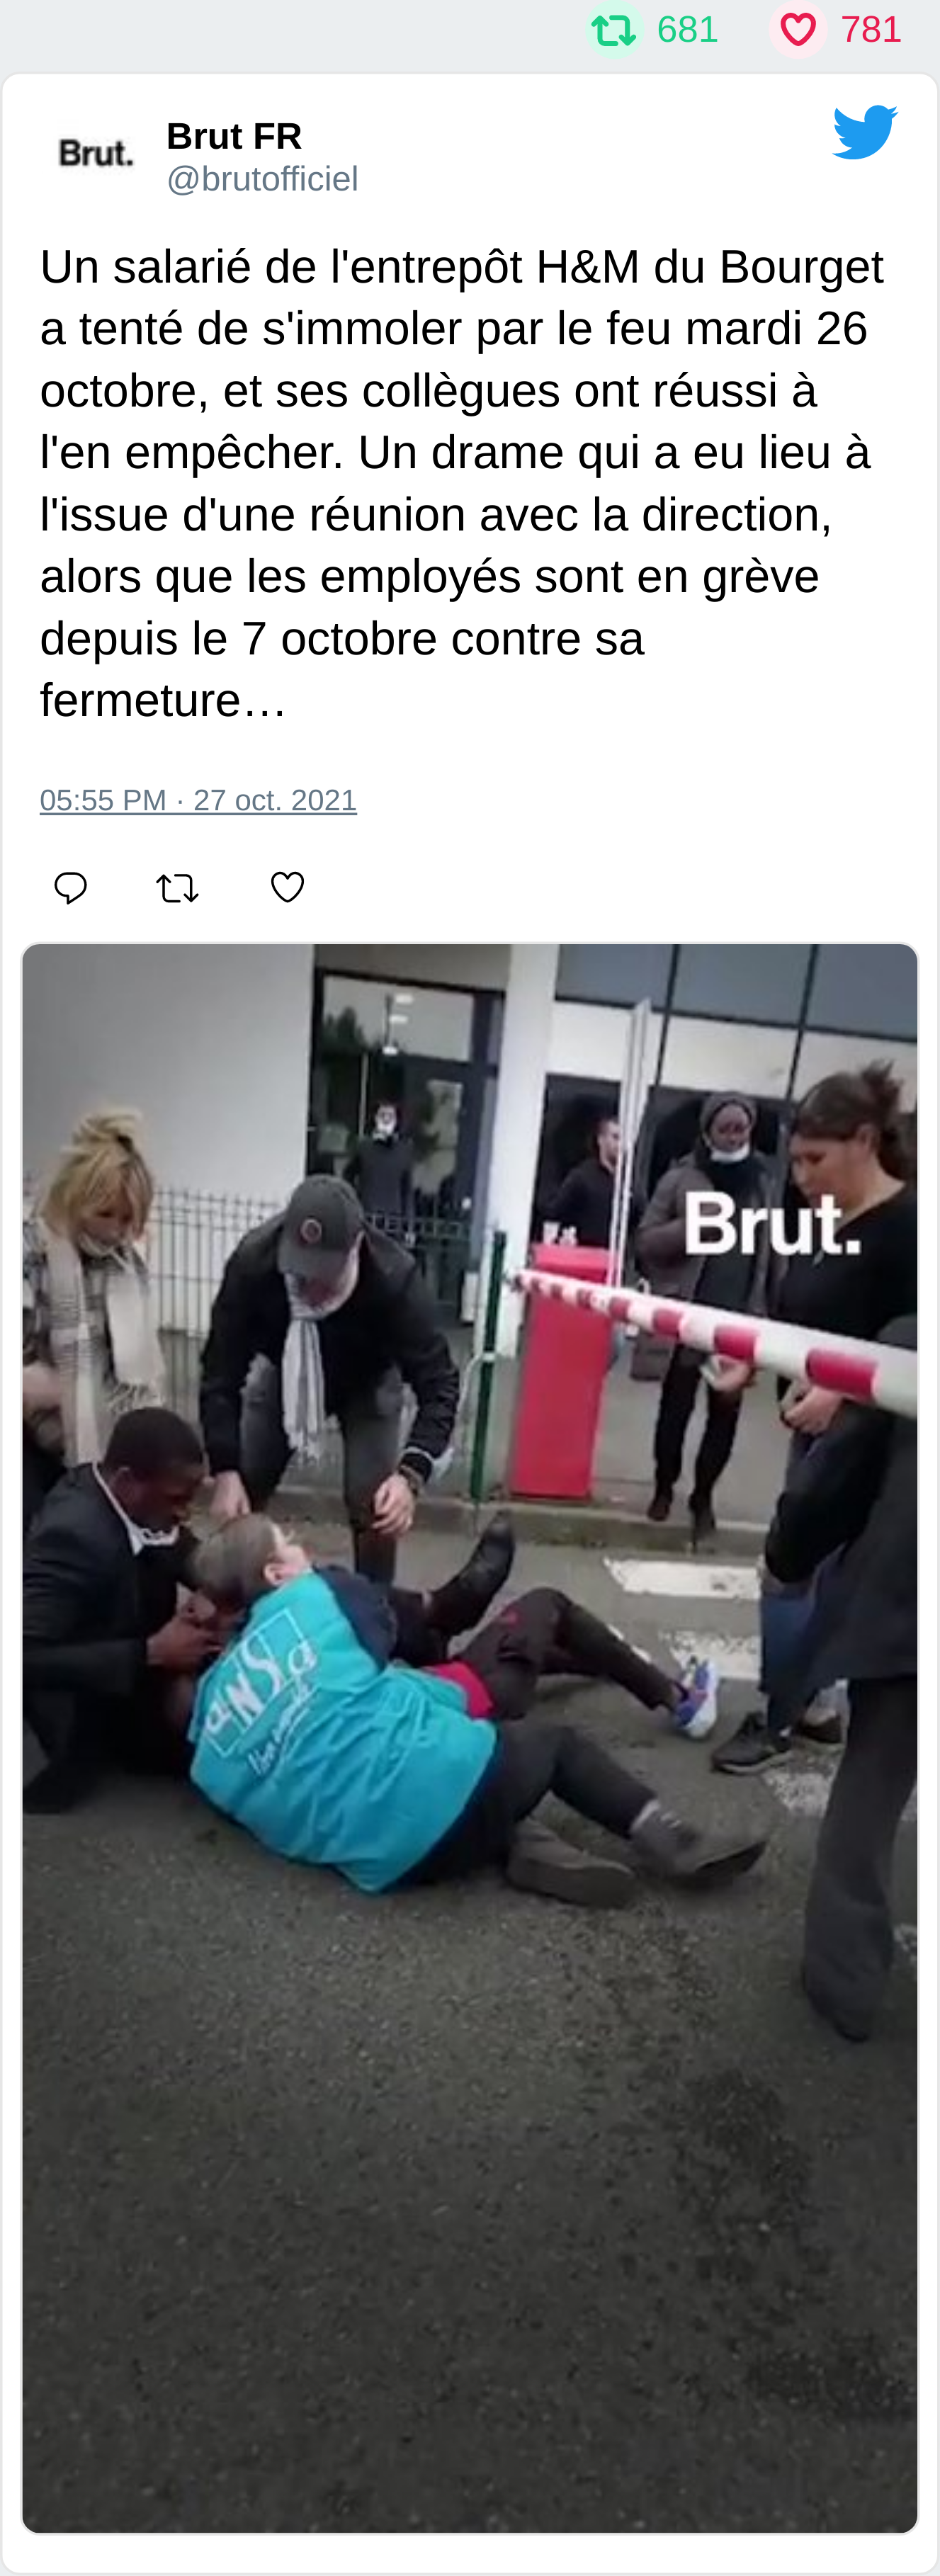 681 781
Brut.
Brut FR
@brutofficiel
Un salarié de l'entrepôt H&M du Bourget
a tenté de s'immoler par le feu mardi 26
octobre, et ses collègues ont réussi à
l'en empêcher. Un drame qui a eu lieu à
l'issue d'une réunion avec la direction,
alors que les employés sont en grève
depuis le 7 octobre contre sa
fermeture…
05:55 PM · 27 oct. 2021
Brut.